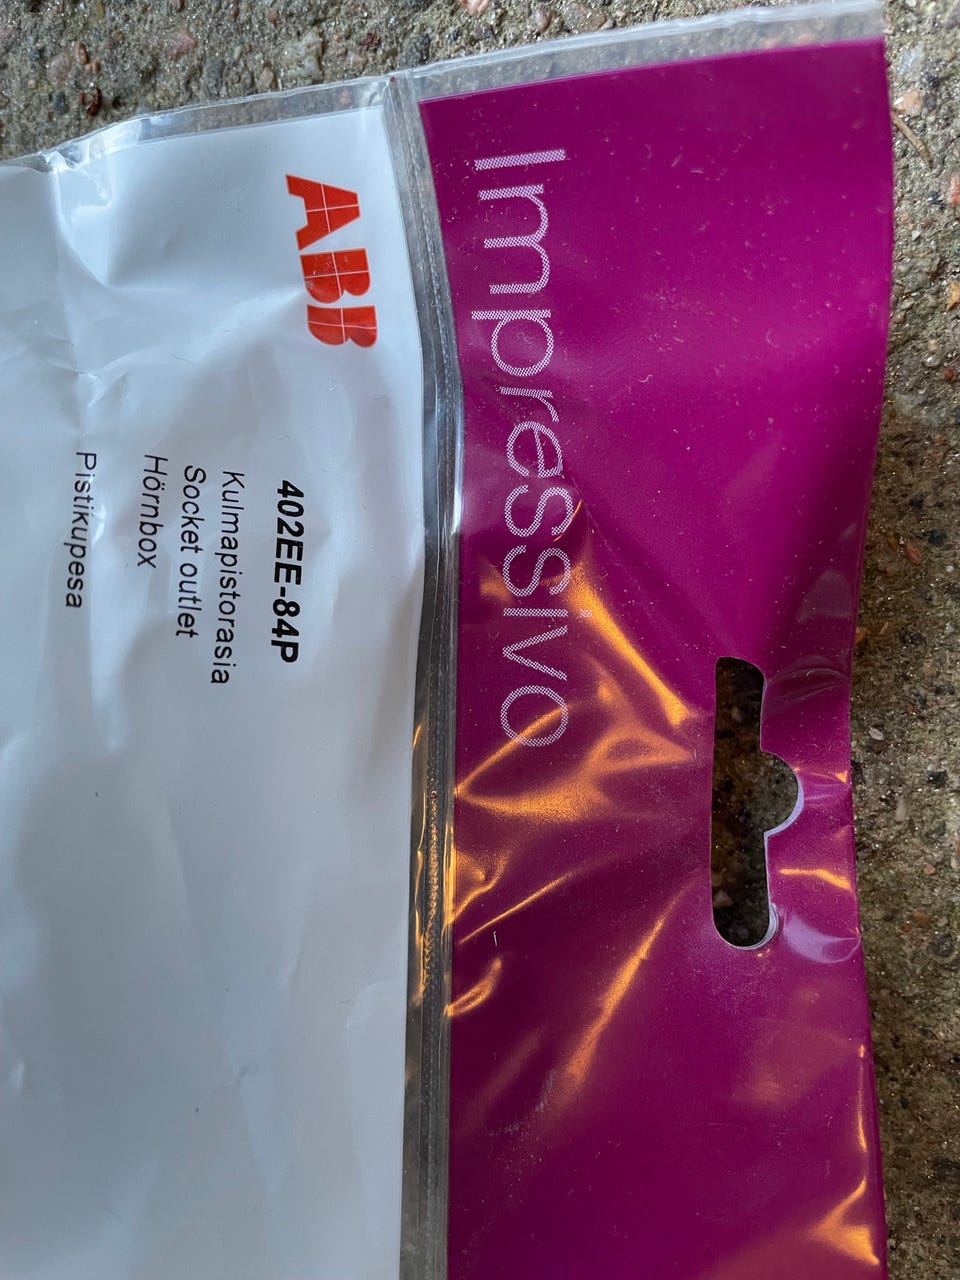 Impressivo
ABB
402EE-84P
Kulmapistorasia
Socket outlet
Hörnbox
Pistikupesa